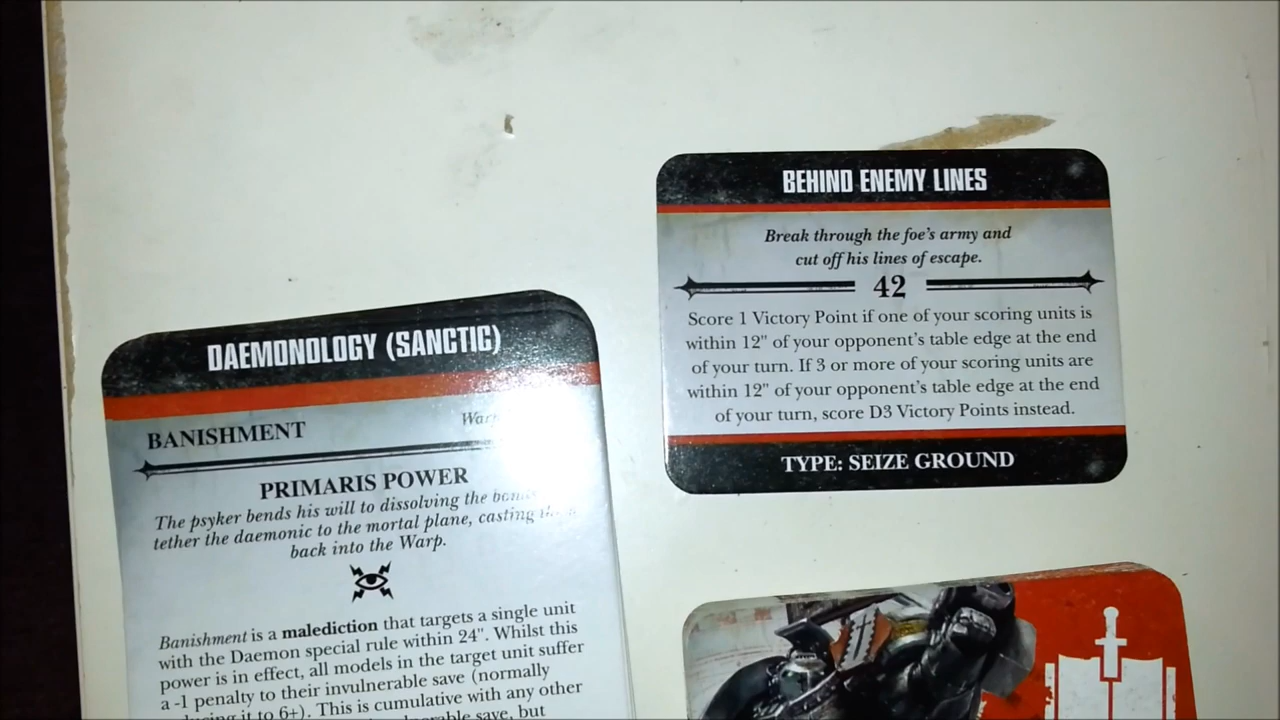 DAEMONOLOGY (SANCTIC)
BANISHMENT
PRIMARIS POWER
The psyker bends his will to dissolving the
tether the daemonic to the mortal plane, casting
back into the Warp.
Banishment is a malediction that targets a single unit
with the Daemon special rule within 24". Whilst this
power is in effect, all models in the target unit suffer
a -1 penalty to their invulnerable save (normally
it to 6+). This is cumulative with any other
save, but
BEHIND ENEMY LINES
Break through the foe's army and
cut off his lines of escape.
42
Score 1 Victory Point if one of your scoring units is
within 12" of your opponent's table edge at the end
of your turn. If 3 or more of your scoring units are
within 12" of your opponent's table edge at the end
of your turn, score D3 Victory Points instead.
TYPE: SEIZE GROUND